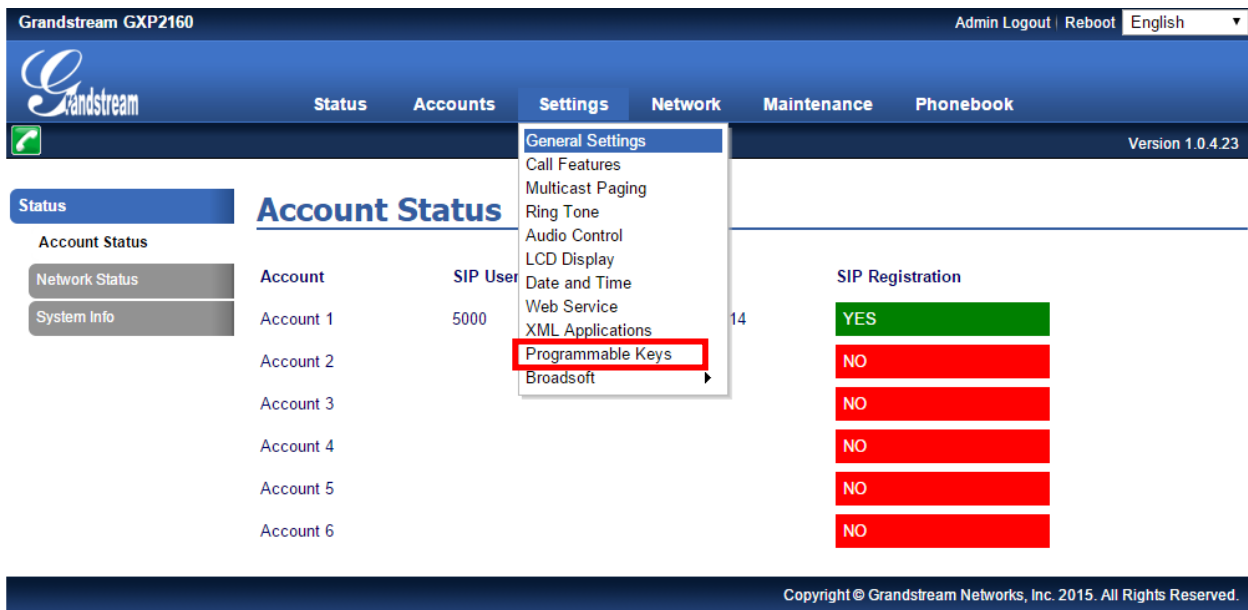 Grandstream GXP2160
Admin Logout | Reboot English
Grandstream
Status Accounts Settings Network Maintenance Phonebook
Version 1.0.4.23
General Settings
Call Features
Multicast Paging
Ring Tone
Audio Control
LCD Display
Date and Time
Web Service
XML Applications
Programmable Keys
Broadsoft
Status
Account Status
Network Status
System Info
Account Status
Account SIP User SIP Registration
Account 1 5000 14 YES
Account 2 NO
Account 3 NO
Account 4 NO
Account 5 NO
Account 6 NO
Copyright © Grandstream Networks, Inc. 2015. All Rights Reserved.